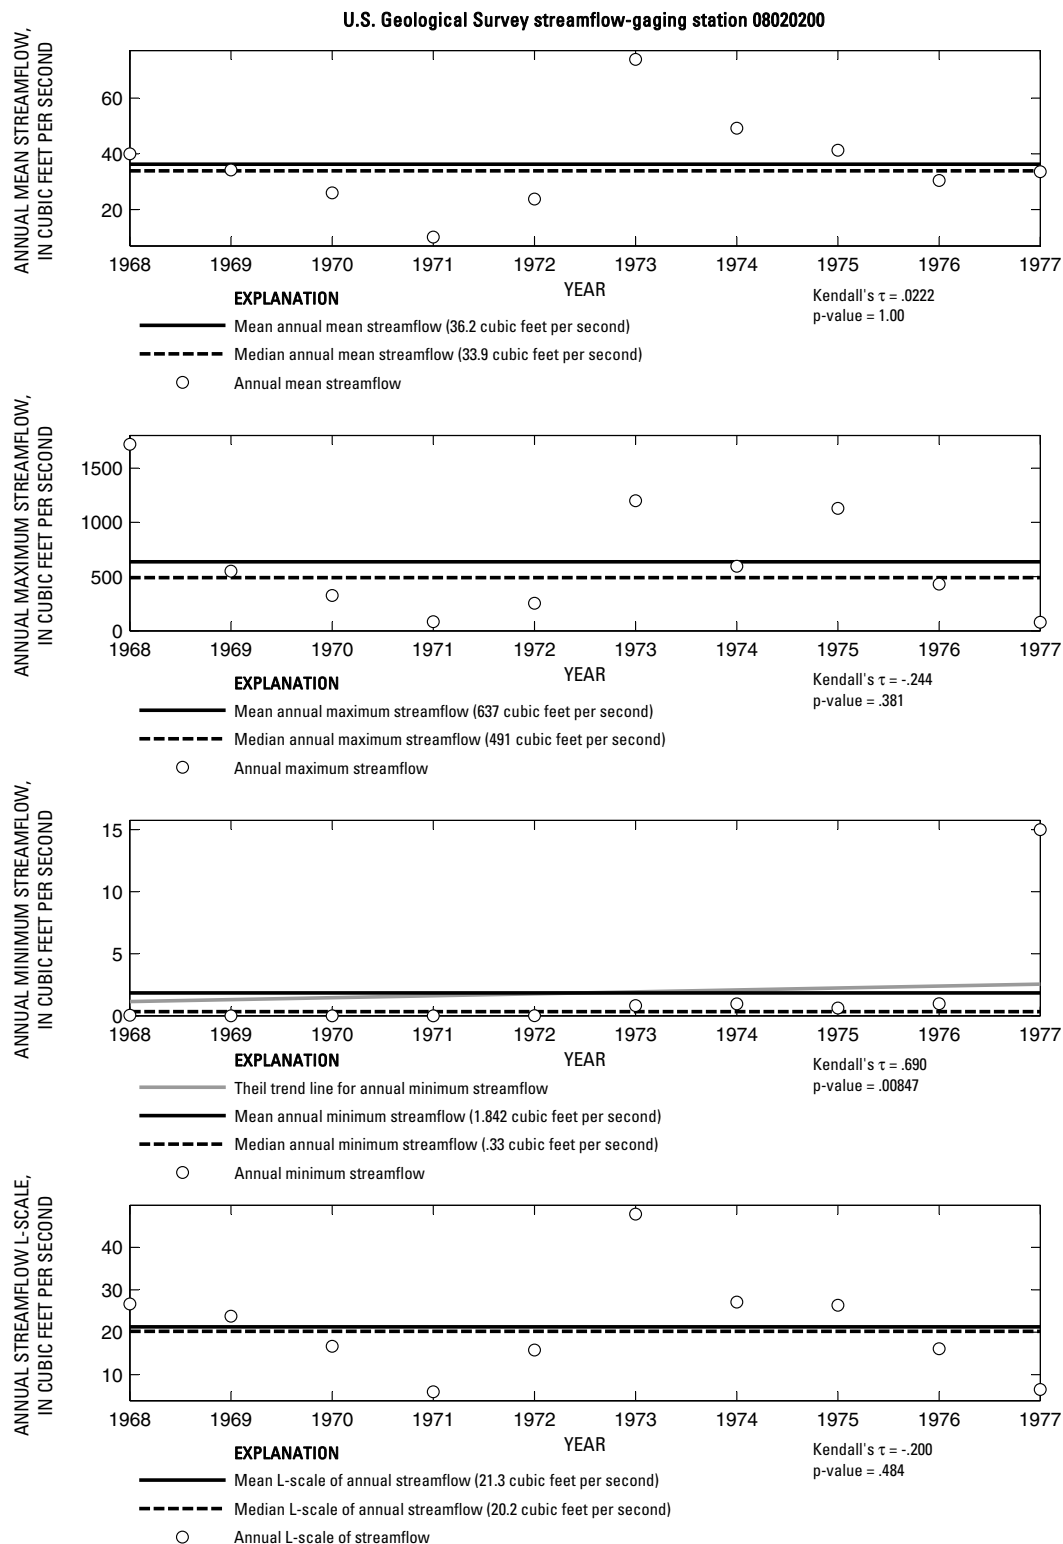 U.S. Geological Survey streamflow-gaging station 08020200
ANNUAL MEAN STREAMFLOW,
IN CUBIC FEET PER SECOND
60
40
20
1968 1969 1970 1971 1972 1973 1974 1975 1976 1977
YEAR
EXPLANATION
Mean annual mean streamflow (36.2 cubic feet per second)
Median annual mean streamflow (33.9 cubic feet per second)
Annual mean streamflow
Kendall's τ = .0222
p-value = 1.00
ANNUAL MAXIMUM STREAMFLOW,
IN CUBIC FEET PER SECOND
1500
1000
500
0
1968 1969 1970 1971 1972 1973 1974 1975 1976 1977
YEAR
EXPLANATION
Mean annual maximum streamflow (637 cubic feet per second)
Median annual maximum streamflow (491 cubic feet per second)
Annual maximum streamflow
Kendall's τ = -.244
p-value = .381
ANNUAL MINIMUM STREAMFLOW,
IN CUBIC FEET PER SECOND
15
10
5
0
1968 1969 1970 1971 1972 1973 1974 1975 1976 1977
YEAR
EXPLANATION
Theil trend line for annual minimum streamflow
Mean annual minimum streamflow (1.842 cubic feet per second)
Median annual minimum streamflow (.33 cubic feet per second)
Annual minimum streamflow
Kendall's τ = .690
p-value = .00847
ANNUAL STREAMFLOW L-SCALE,
IN CUBIC FEET PER SECOND
40
30
20
10
1968 1969 1970 1971 1972 1973 1974 1975 1976 1977
YEAR
EXPLANATION
Mean L-scale of annual streamflow (21.3 cubic feet per second)
Median L-scale of annual streamflow (20.2 cubic feet per second)
Annual L-scale of streamflow
Kendall's τ = -.200
p-value = .484